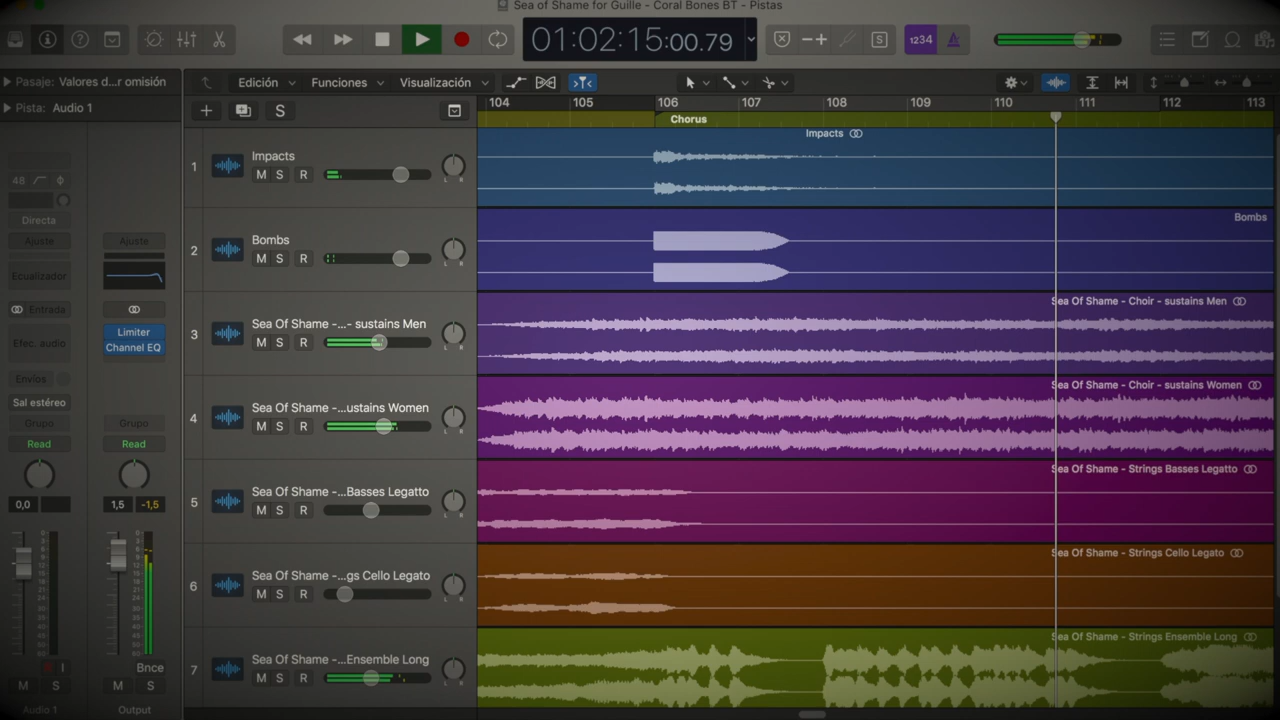 Sea of Shame for Guille - Coral Bones BT - Pistas
01:02:15:00.79
S
1234
Pasaje: Valores d...r omisión
Edición
Funciones
Visualización
Pista: Audio 1
S
104 105 106 107 108 109 110 111 112 113
Chorus
48
Directa
Ajuste
Ajuste
Ecualizador
Entrada
Limiter
Efec. audio
Channel EQ
Envíos
Sal estéreo
Grupo
Grupo
Read
Read
0,0
1,5 -1,5
I
Bnce
M S
M S
Audio 1
Output
1
Impacts
M S R
L R
Impacts
2
Bombs
M S R
L R
Bombs
3
Sea Of Shame -...- sustains Men
M S R
L R
Sea Of Shame - Choir - sustains Men
4
Sea Of Shame -...ustains Women
M S R
L R
Sea Of Shame - Choir - sustains Women
5
Sea Of Shame -...Basses Legatto
M S R
L R
Sea Of Shame - Strings Basses Legatto
6
Sea Of Shame -...gs Cello Legato
M S R
L R
Sea Of Shame - Strings Cello Legato
7
Sea Of Shame -...Ensemble Long
M S R
L R
Sea Of Shame - Strings Ensemble Long